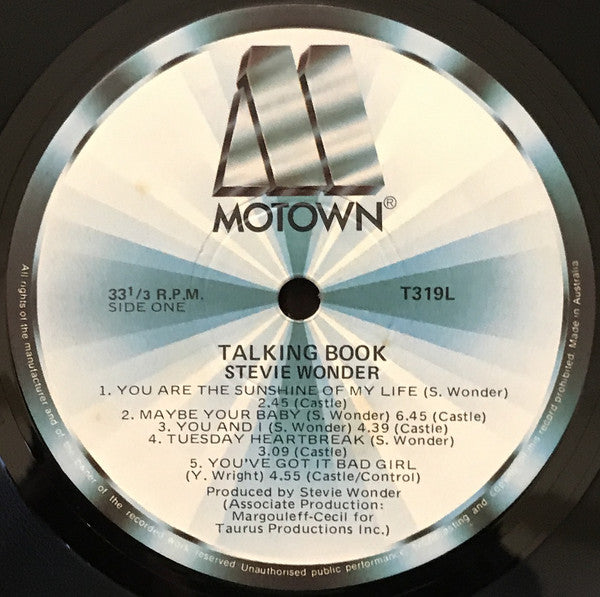 MOTOWN®
33 1/3 R.P.M.
SIDE ONE
T319L
TALKING BOOK
STEVIE WONDER
1. YOU ARE THE SUNSHINE OF MY LIFE (S. Wonder)
2.45 (Castle)
2. MAYBE YOUR BABY (S. Wonder) 6.45 (Castle)
3. YOU AND I (S. Wonder) 4.39 (Castle)
4. TUESDAY HEARTBREAK (S. Wonder)
3.09 (Castle)
5. YOU'VE GOT IT BAD GIRL
(Y. Wright) 4.55 (Castle/Control)
Produced by Stevie Wonder
(Associate Production:
Margouleff-Cecil for
Taurus Productions Inc.)
All rights of the manufacturer and of the owner of the recorded work reserved Unauthorised public performance, broadcasting and copying of this record prohibited. Made in Australia